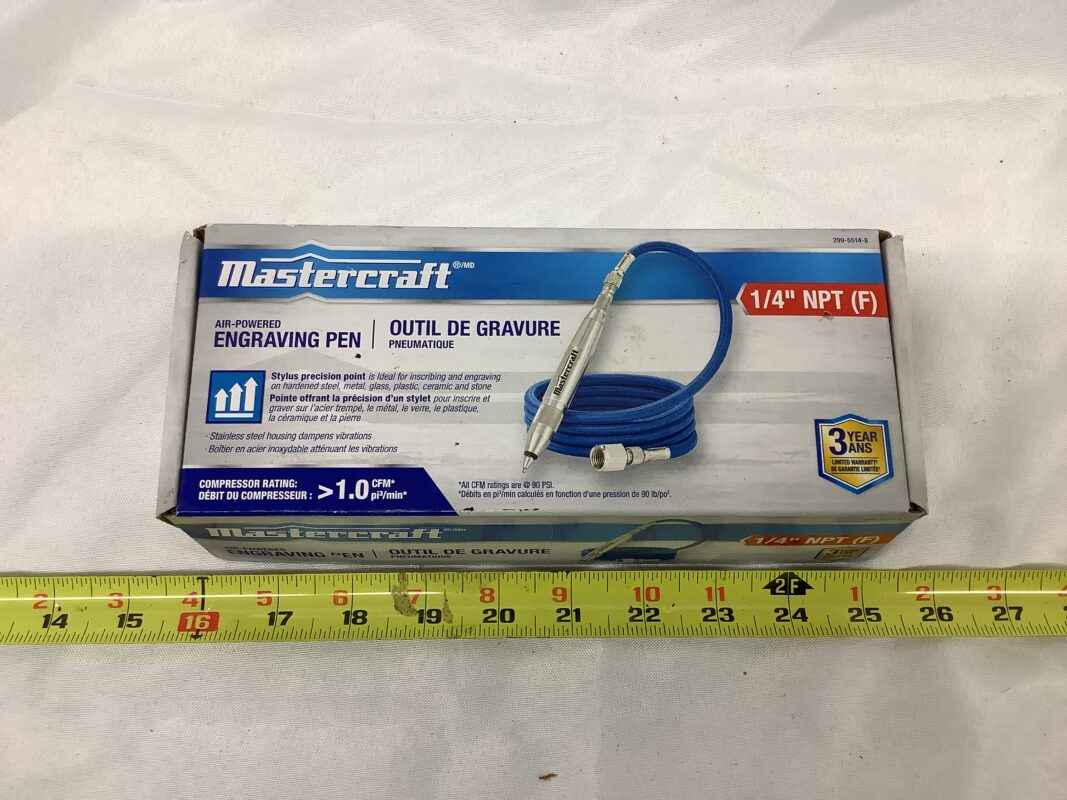 299-5514-8
Mastercraft ®/MD
1/4" NPT (F)
AIR-POWERED
ENGRAVING PEN
OUTIL DE GRAVURE
PNEUMATIQUE
Mastercraft
Stylus precision point is ideal for inscribing and engraving
on hardened steel, metal, glass, plastic, ceramic and stone
Pointe offrant la précision d'un stylet pour inscrire et
graver sur l'acier trempé, le métal, le verre, le plastique,
la céramique et la pierre
· Stainless steel housing dampens vibrations
· Boîtier en acier inoxydable atténuant les vibrations
3 YEAR
ANS
LIMITED WARRANTY*
DE GARANTIE LIMITÉE*
COMPRESSOR RATING:
DÉBIT DU COMPRESSEUR : >1.0 CFM*
pi³/min*
*All CFM ratings are @ 90 PSI.
*Débits en pi³/min calculés en fonction d'une pression de 90 lb/po².
Mastercraft
1/4" NPT (F)
ENGRAVING PEN
OUTIL DE GRAVURE
PNEUMATIQUE
2 3 4 5 6 7 8 9 10 11 2F 1 2 3
14 15 16 17 18 19 20 21 22 23 24 25 26 27